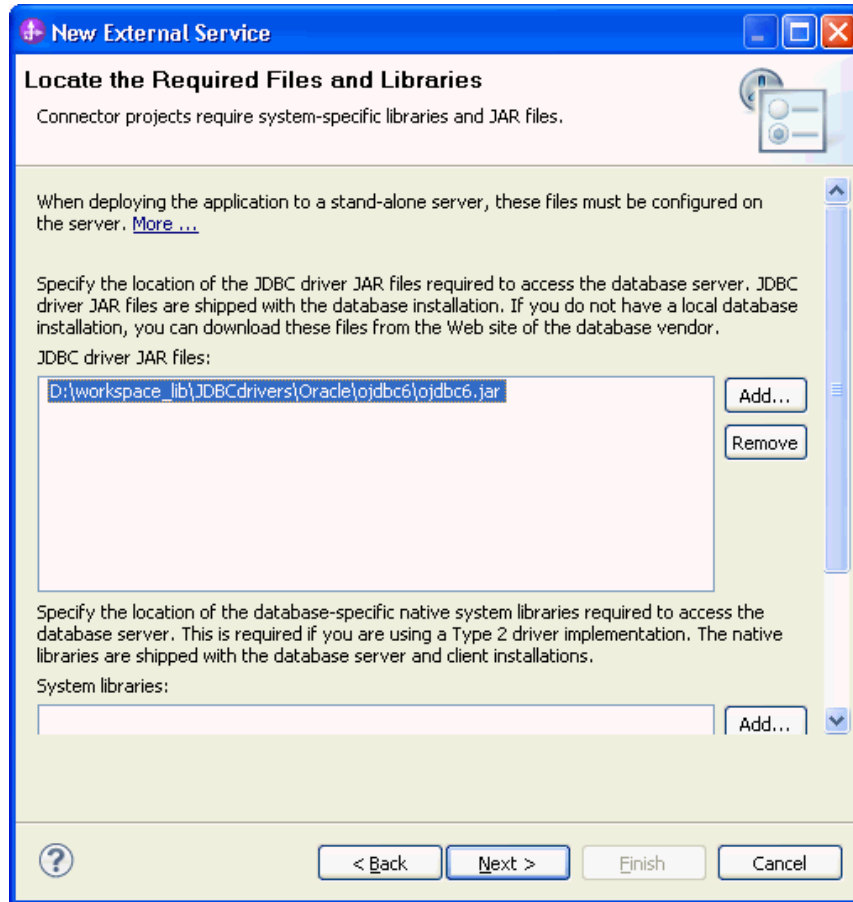 New External Service
Locate the Required Files and Libraries
Connector projects require system-specific libraries and JAR files.
When deploying the application to a stand-alone server, these files must be configured on
the server. More ...
Specify the location of the JDBC driver JAR files required to access the database server. JDBC
driver JAR files are shipped with the database installation. If you do not have a local database
installation, you can download these files from the Web site of the database vendor.
JDBC driver JAR files:
D:\workspace_lib\JDBCdrivers\Oracle\ojdbc6\ojdbc6.jar
Add...
Remove
Specify the location of the database-specific native system libraries required to access the
database server. This is required if you are using a Type 2 driver implementation. The native
libraries are shipped with the database server and client installations.
System libraries:
Add...
? < Back Next > Finish Cancel